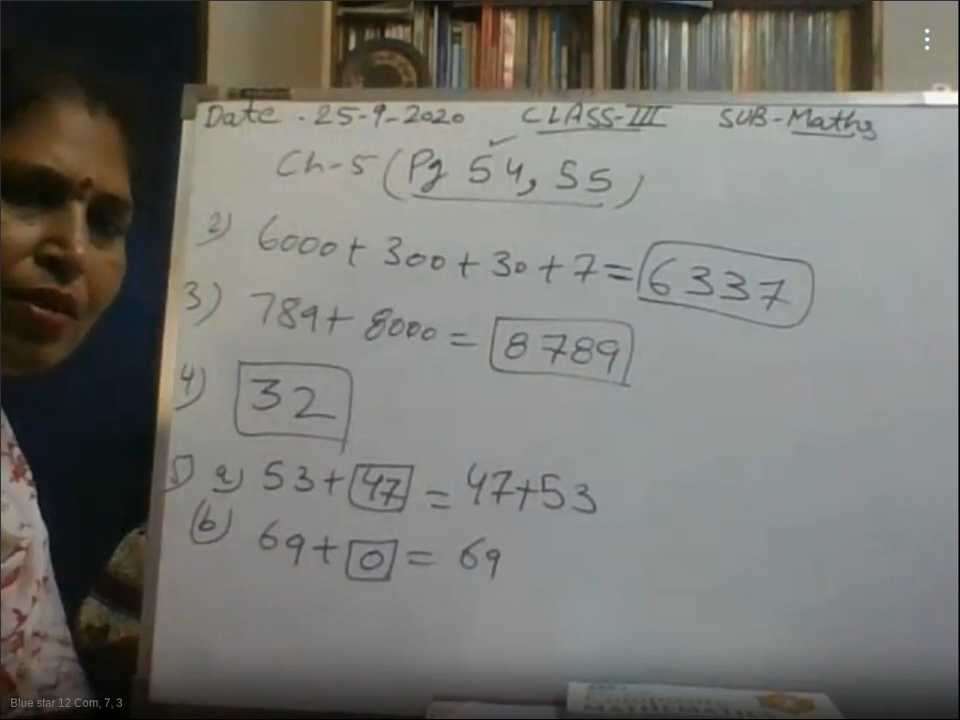 Date . 25-9-2020 CLASS-III SUB-Maths
Ch-5 (Pg 54, 55)
2) 6000+ 300+30+7= 6337
3) 789+ 8000 = 8789
4) 32
5) a) 53+47 = 47+53
(b) 69+0 = 69
Blue star 12 Com, 7, 3